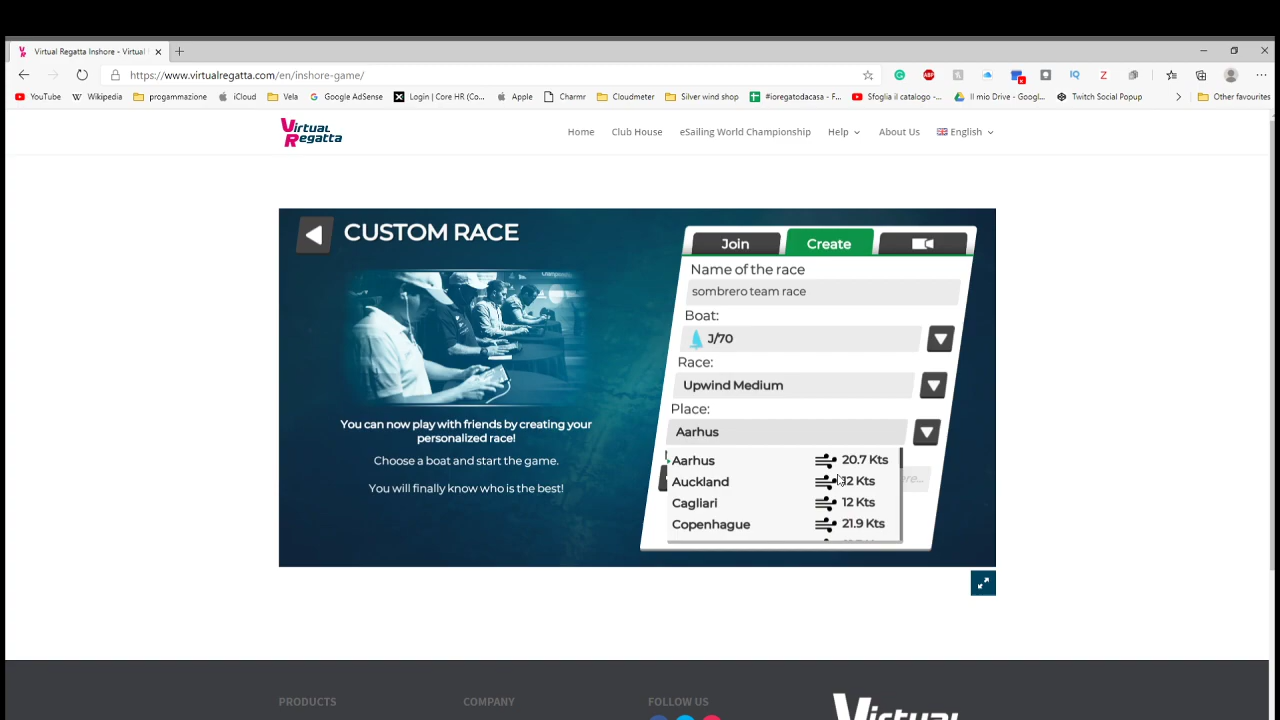 Virtual Regatta Inshore - Virtual
https://www.virtualregatta.com/en/inshore-game/
YouTube
Wikipedia
progammazione
iCloud
Vela
Google AdSense
Login | Core HR (Co...
Apple
Charmr
Cloudmeter
Silver wind shop
#ioregatodacasa - F...
Sfoglia il catalogo -...
Il mio Drive - Googl...
Twitch Social Popup
Other favourites
Virtual Regatta
Home
Club House
eSailing World Championship
Help
About Us
English
CUSTOM RACE
You can now play with friends by creating your
personalized race!
Choose a boat and start the game.
You will finally know who is the best!
Join
Create
Name of the race
sombrero team race
Boat:
J/70
Race:
Upwind Medium
Place:
Aarhus
Aarhus 20.7 Kts
Auckland 12 Kts
Cagliari 12 Kts
Copenhague 21.9 Kts
PRODUCTS
COMPANY
FOLLOW US
Virtual